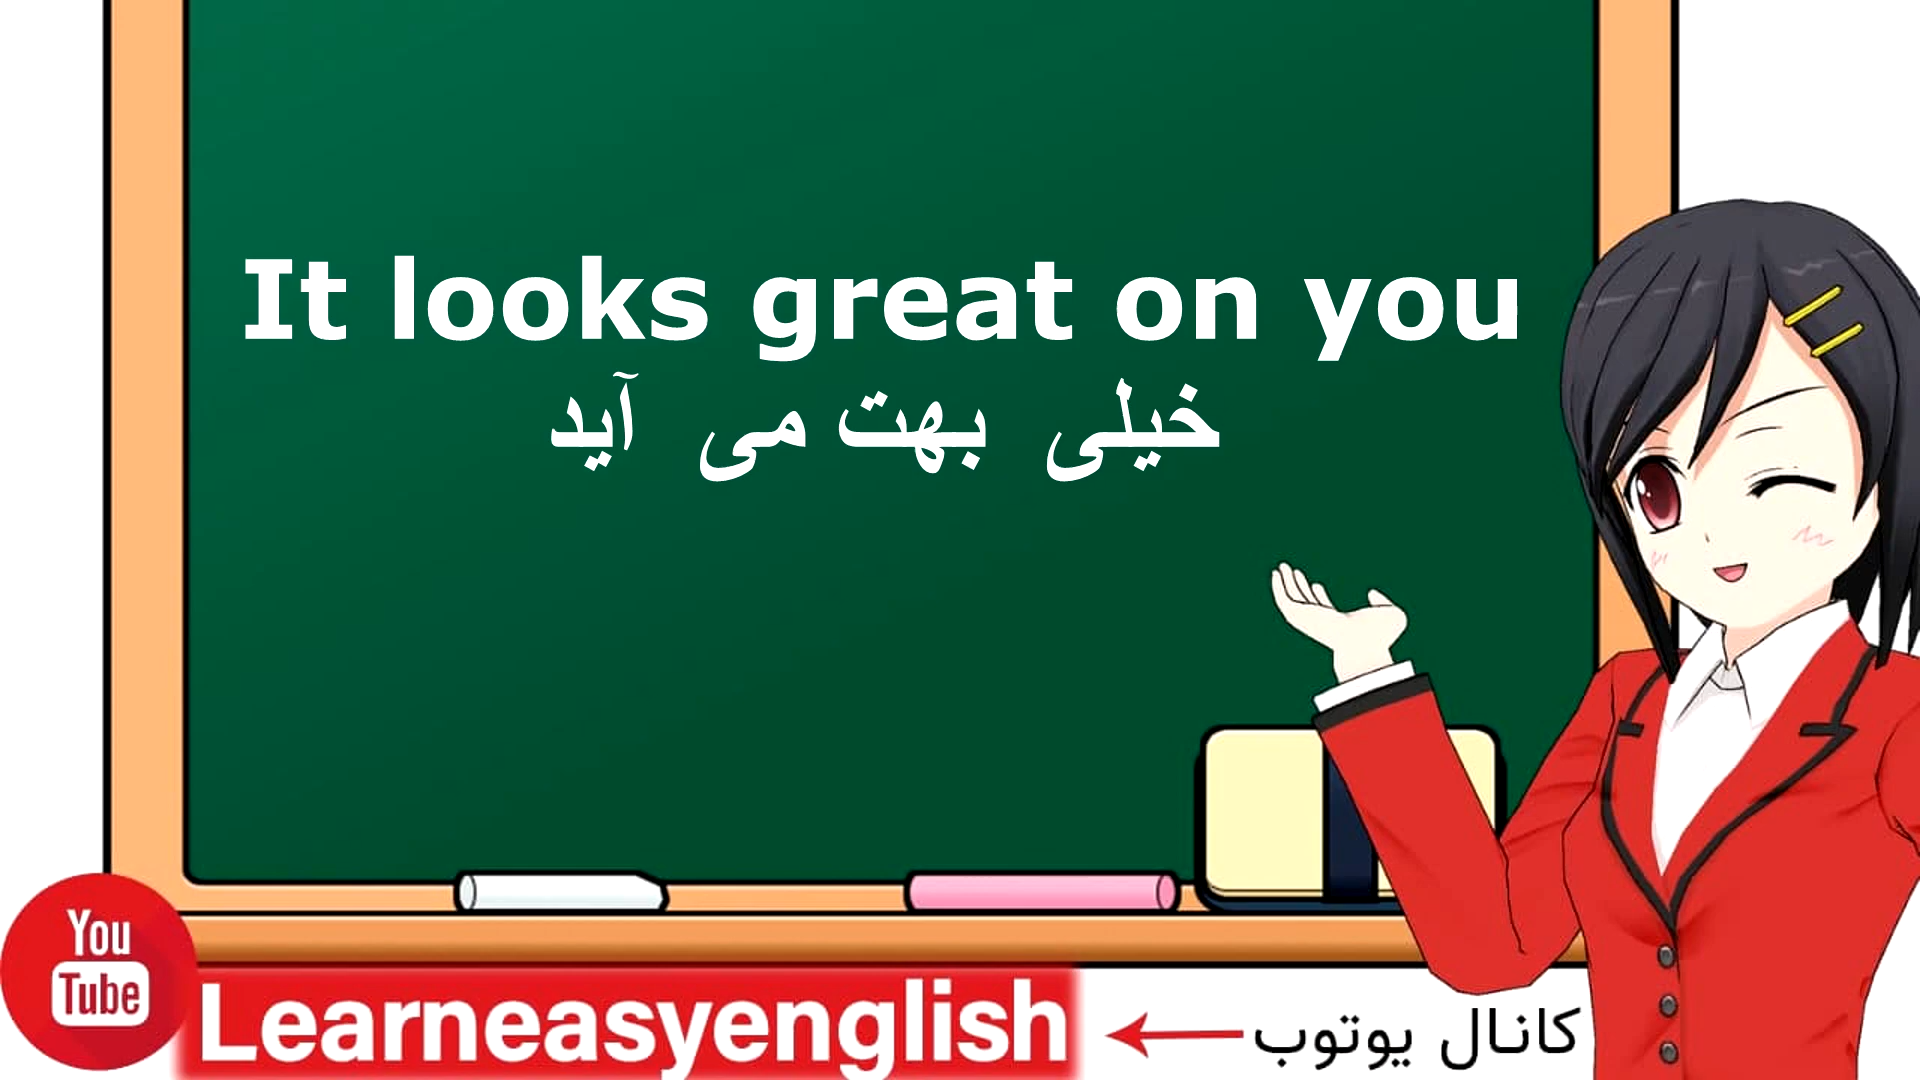 It looks great on you
خیلی بهت می آید
You
Tube
Learneasyenglish
کانال یوتوب